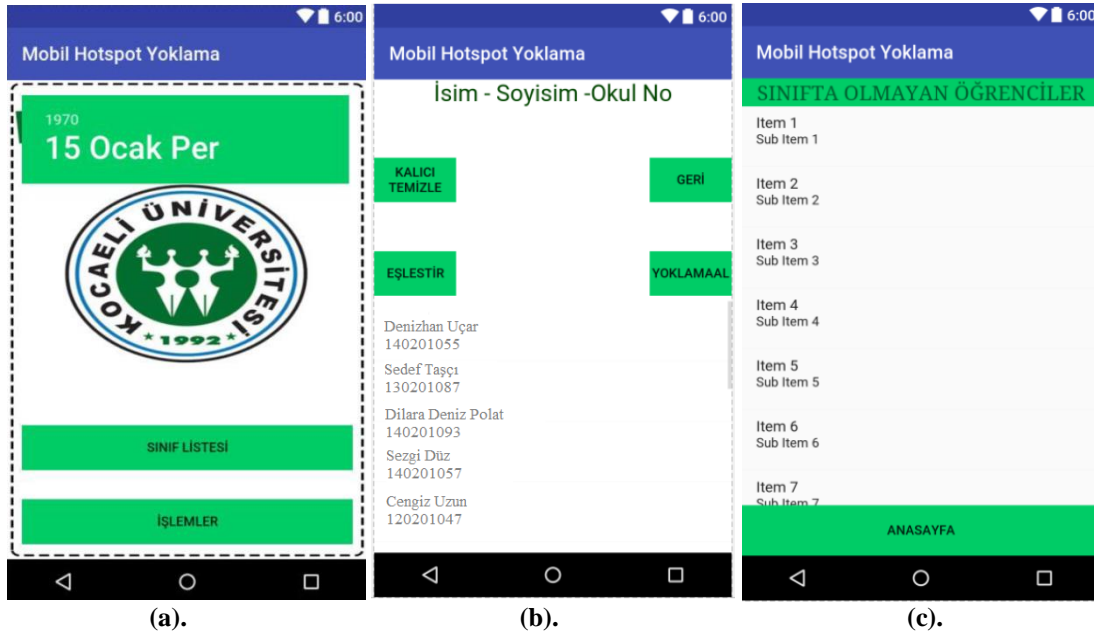 6:00
Mobil Hotspot Yoklama
1970
15 Ocak Per
KOCAELİ ÜNİVERSİTESİ
* 1992 *
SINIF LİSTESİ
İŞLEMLER
(a).
6:00
Mobil Hotspot Yoklama
İsim - Soyisim -Okul No
KALICI
TEMİZLE
GERİ
EŞLESTİR
YOKLAMAAL
Denizhan Uçar
140201055
Sedef Taşçı
130201087
Dilara Deniz Polat
140201093
Sezgi Düz
140201057
Cengiz Uzun
120201047
(b).
6:00
Mobil Hotspot Yoklama
SINIFTA OLMAYAN ÖĞRENCİLER
Item 1
Sub Item 1
Item 2
Sub Item 2
Item 3
Sub Item 3
Item 4
Sub Item 4
Item 5
Sub Item 5
Item 6
Sub Item 6
Item 7
Sub Item 7
ANASAYFA
(c).